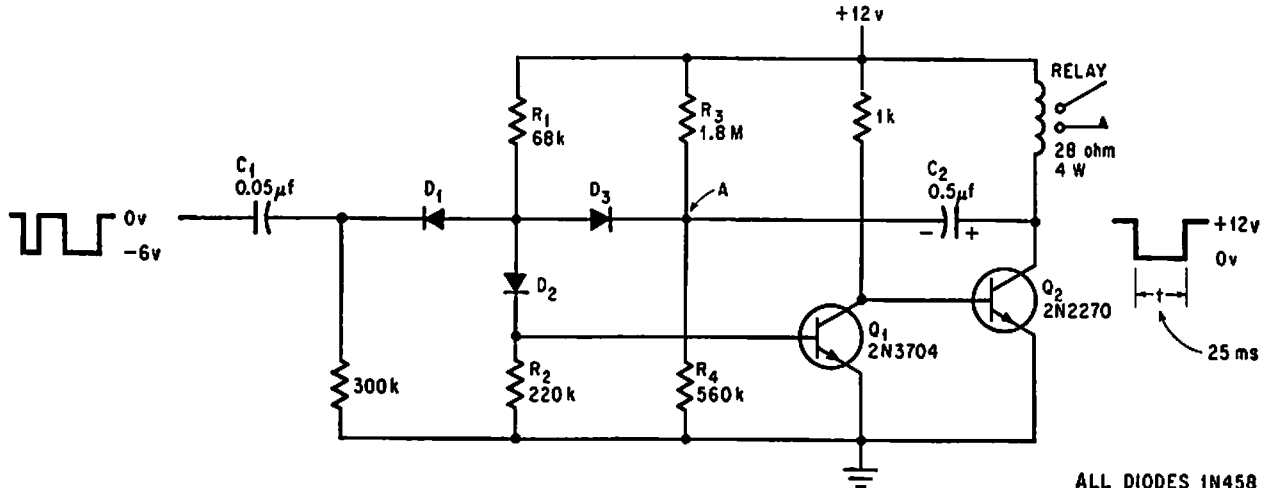 +12v
RELAY
28 ohm
4 W
R1
68k
R3
1.8 M
1k
C1
0.05µf
D1
D3
A
C2
0.5µf
0v
-6v
- +
+12v
0v
t
25 ms
D2
Q1
2N3704
Q2
2N2270
300k
R2
220k
R4
560k
ALL DIODES 1N458